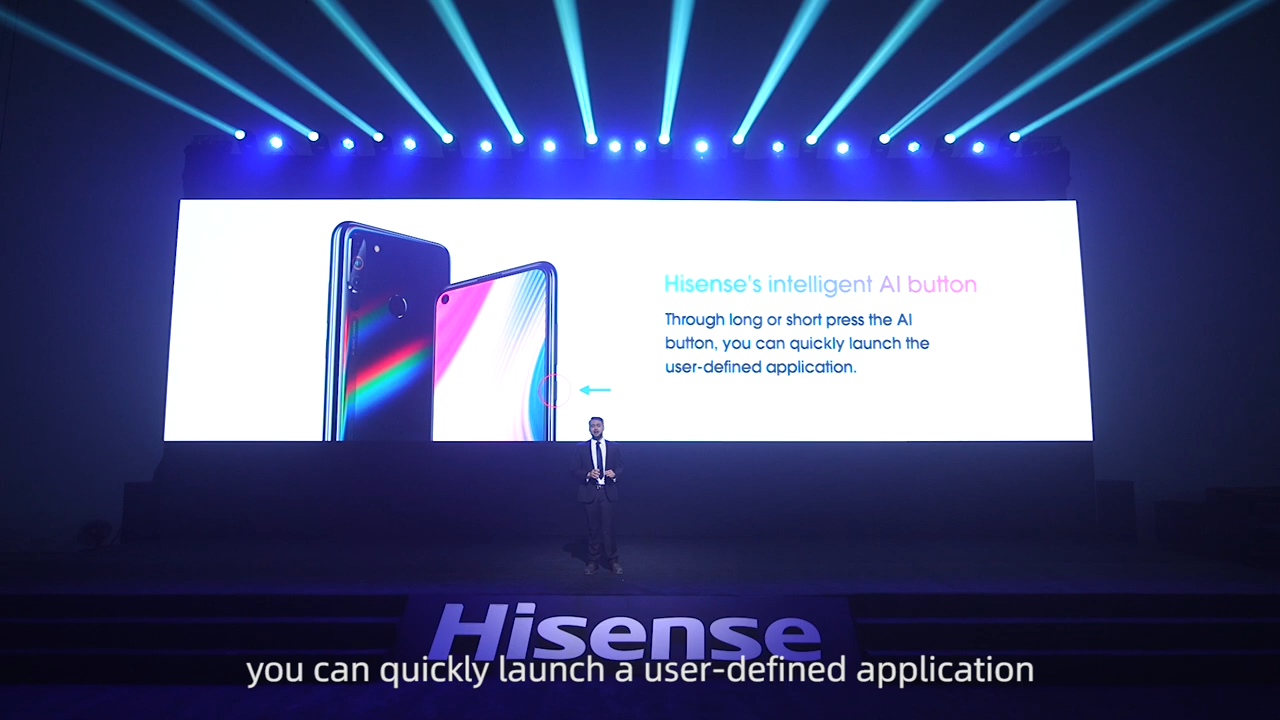 Hisense's intelligent AI button
Through long or short press the AI
button, you can quickly launch the
user-defined application.
Hisense
you can quickly launch a user-defined application